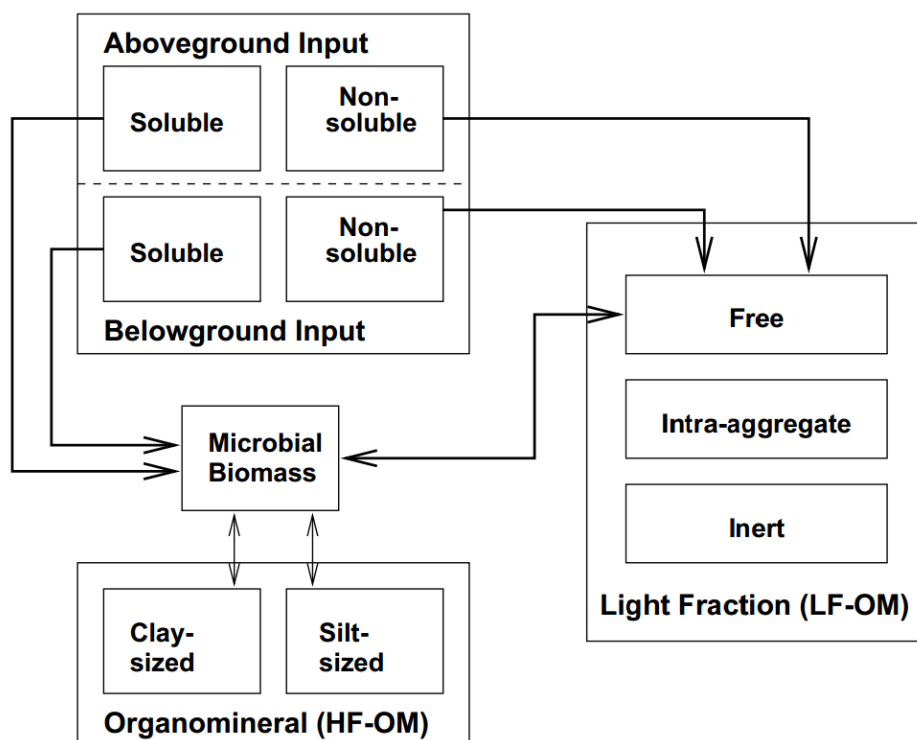 Aboveground Input
Soluble
Non-
soluble
Soluble
Non-
soluble
Belowground Input
Free
Intra-aggregate
Inert
Light Fraction (LF-OM)
Microbial
Biomass
Clay-
sized
Silt-
sized
Organomineral (HF-OM)